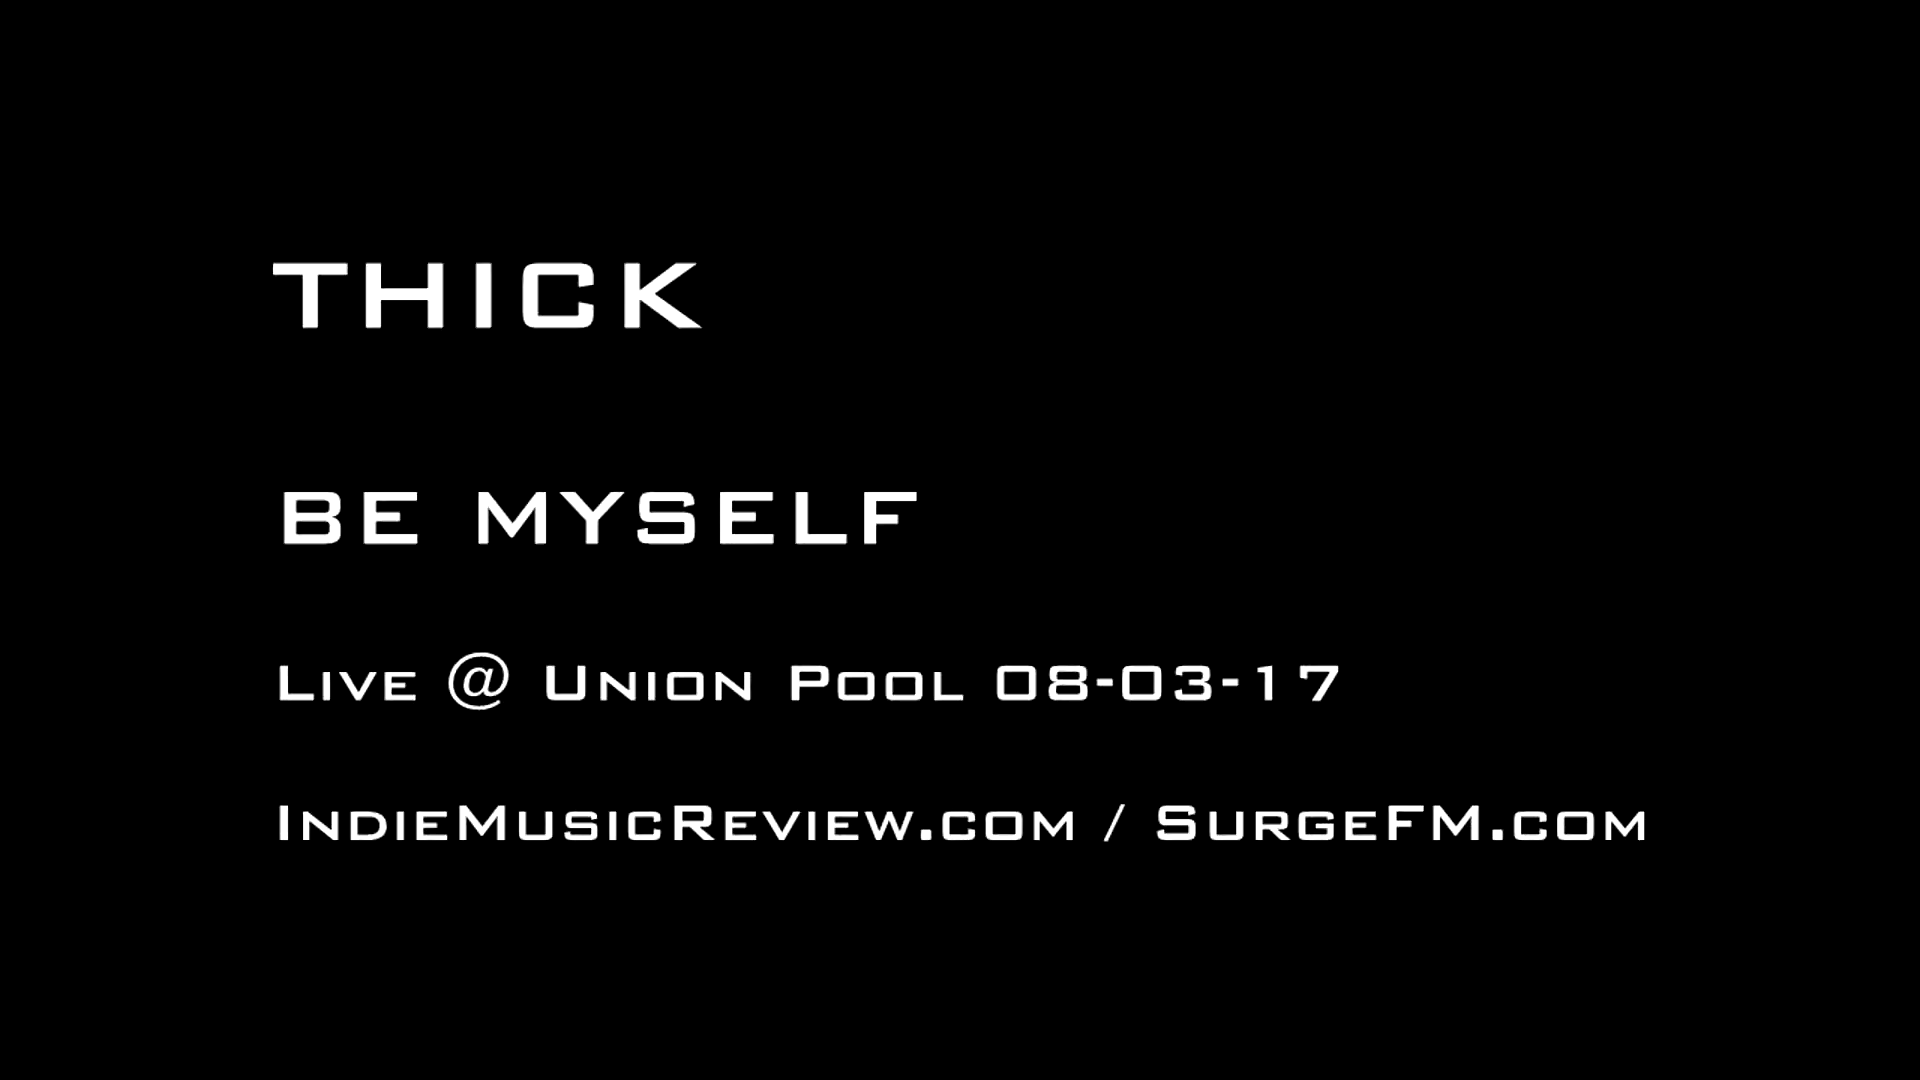 THICK
BE MYSELF
Live @ Union Pool 08-03-17
IndieMusicReview.com / SurgeFM.com